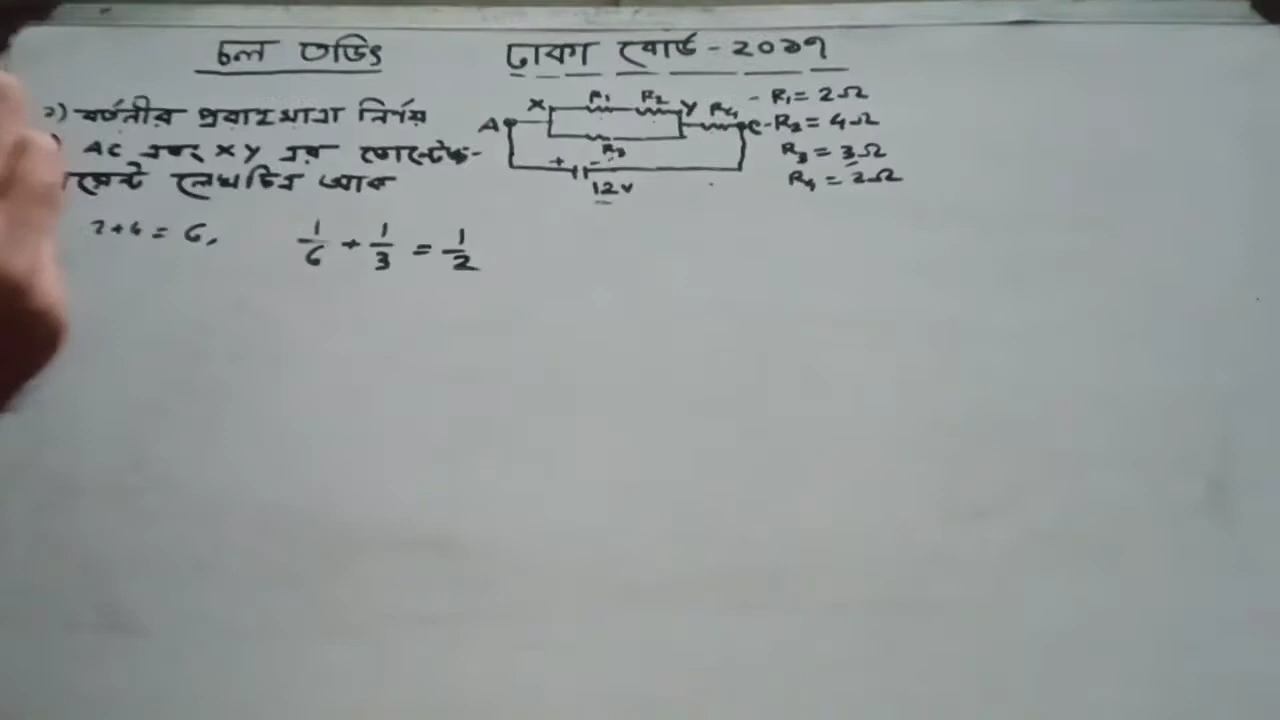 চল তডিৎ
ঢাকা বোর্ড - ২০১৭
১) বর্তনীর প্রবাহমাত্রা নির্ণয়
AC এবং XY এর
লেখচিত্র আক
A X R₁ R₂ Y R₄ C
R₃
+ -
12v
R₁ = 2Ω
R₂ = 4Ω
R₃ = 3Ω
R₄ = 2Ω
2+4 = 6,
1/6 + 1/3 = 1/2